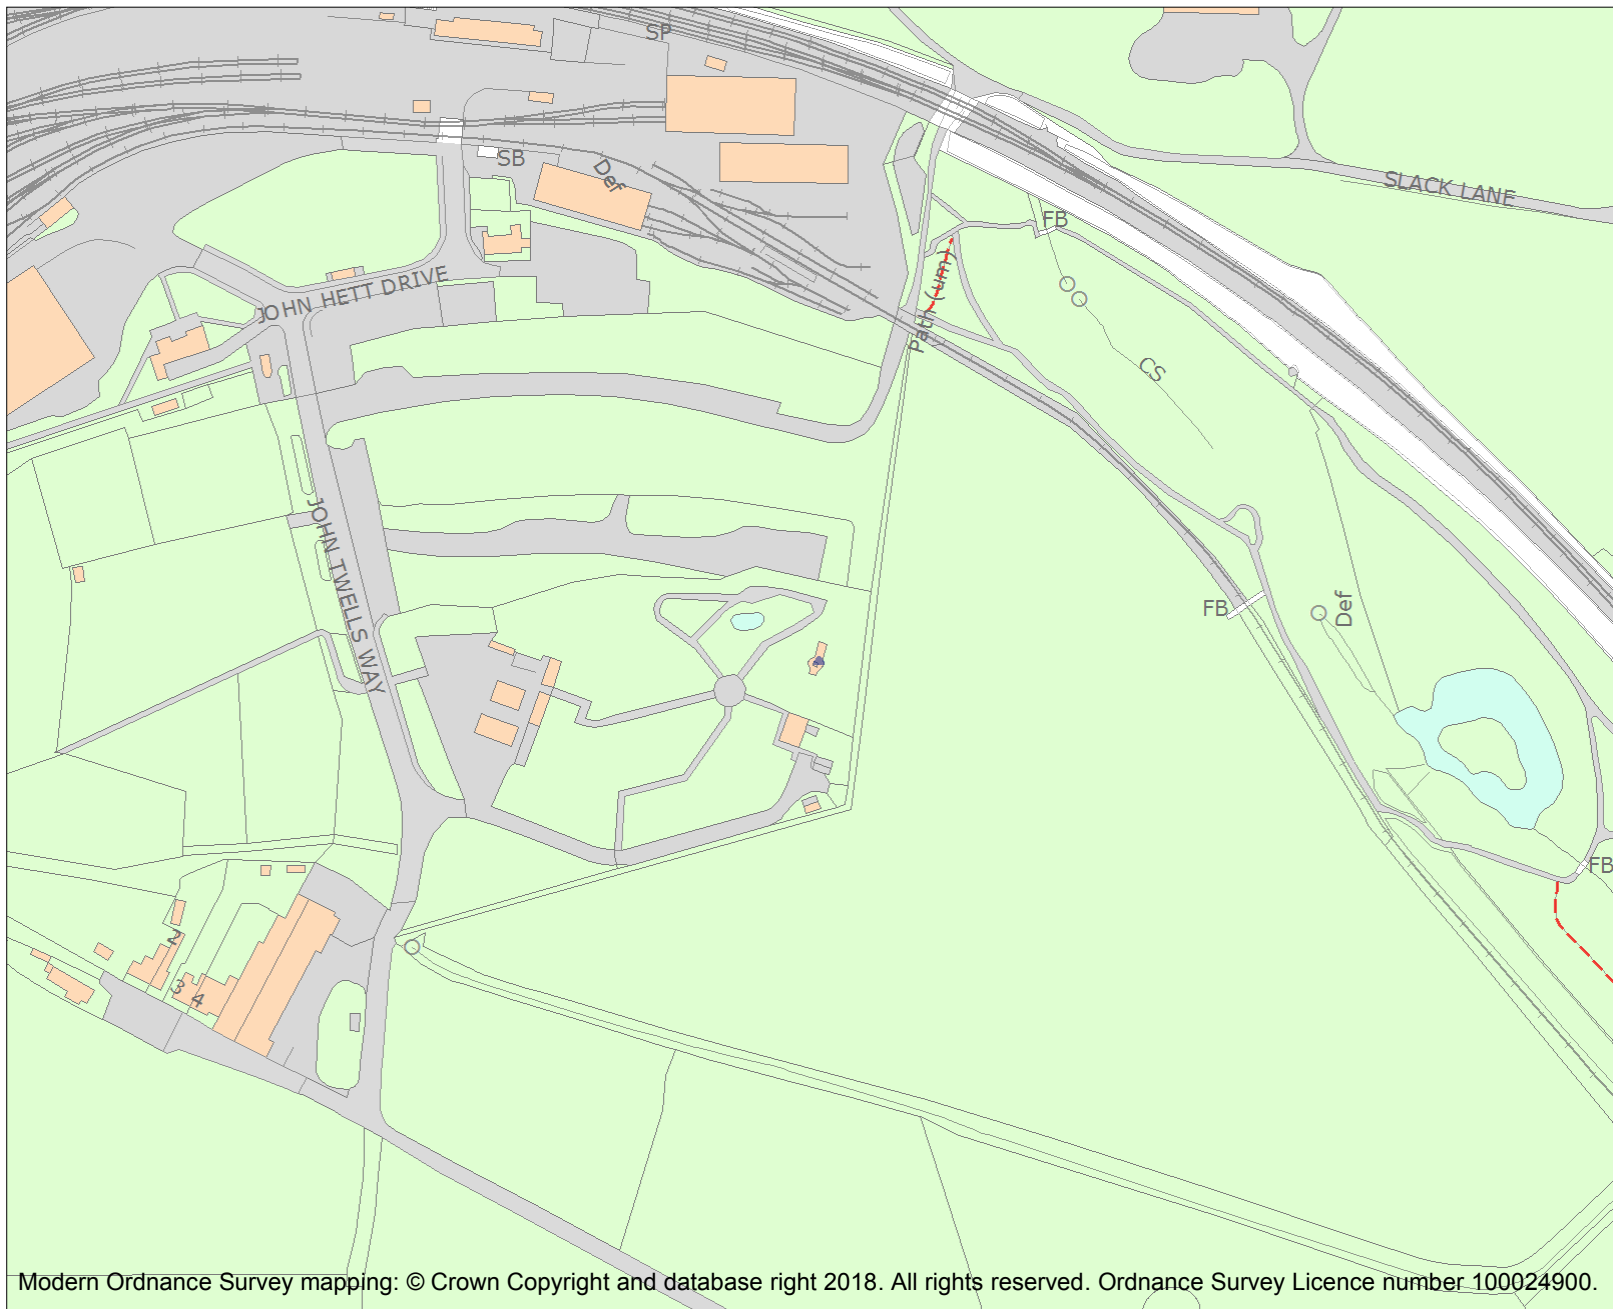 SP
SB
Def
SLACK LANE
FB
JOHN HETT DRIVE
Path (um)
CS
JOHN TWELLS WAY
FB
Def
FB
2
3
4
Modern Ordnance Survey mapping: © Crown Copyright and database right 2018. All rights reserved. Ordnance Survey Licence number 100024900.